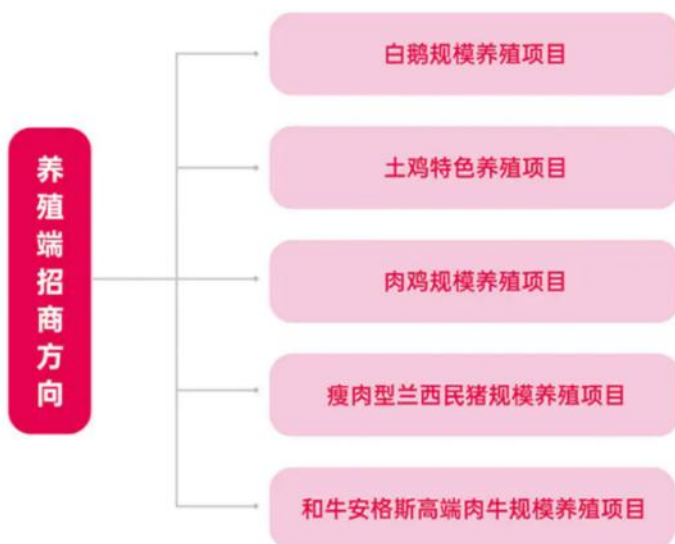 养殖端招商方向
白鹅规模养殖项目
土鸡特色养殖项目
肉鸡规模养殖项目
瘦肉型兰西民猪规模养殖项目
和牛安格斯高端肉牛规模养殖项目